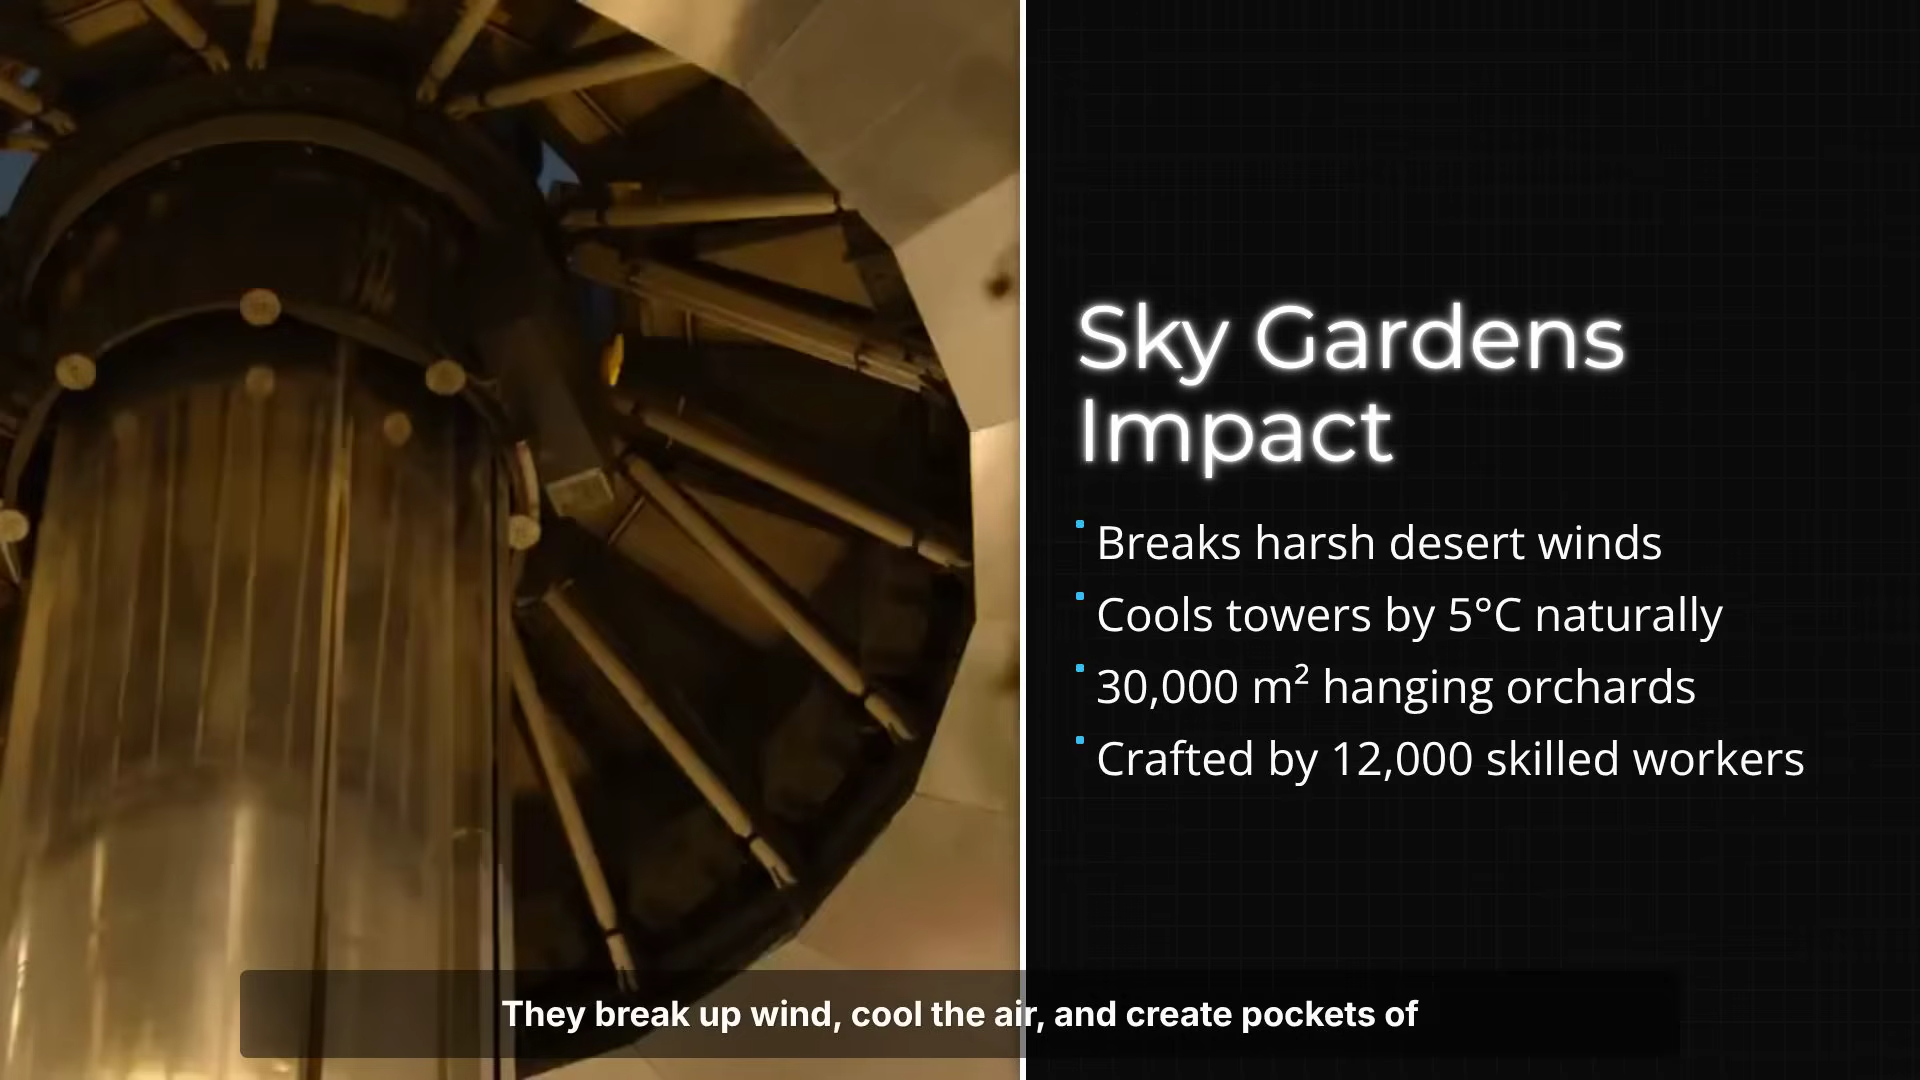 Sky Gardens
Impact
Breaks harsh desert winds
Cools towers by 5°C naturally
30,000 m² hanging orchards
Crafted by 12,000 skilled workers
They break up wind, cool the air, and create pockets of